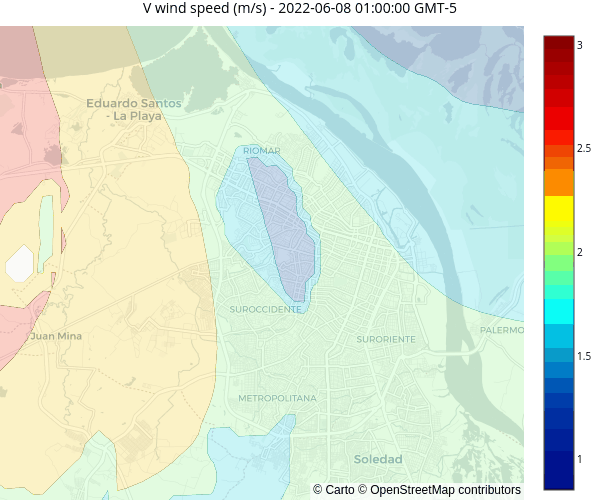 V wind speed (m/s) - 2022-06-08 01:00:00 GMT-5
3
Eduardo Santos
- La Playa
RIOMAR
2.5
2
SUROCCIDENTE
PALERMO
Juan Mina
SURORIENTE
1.5
METROPOLITANA
Soledad
1
© Carto © OpenStreetMap contributors